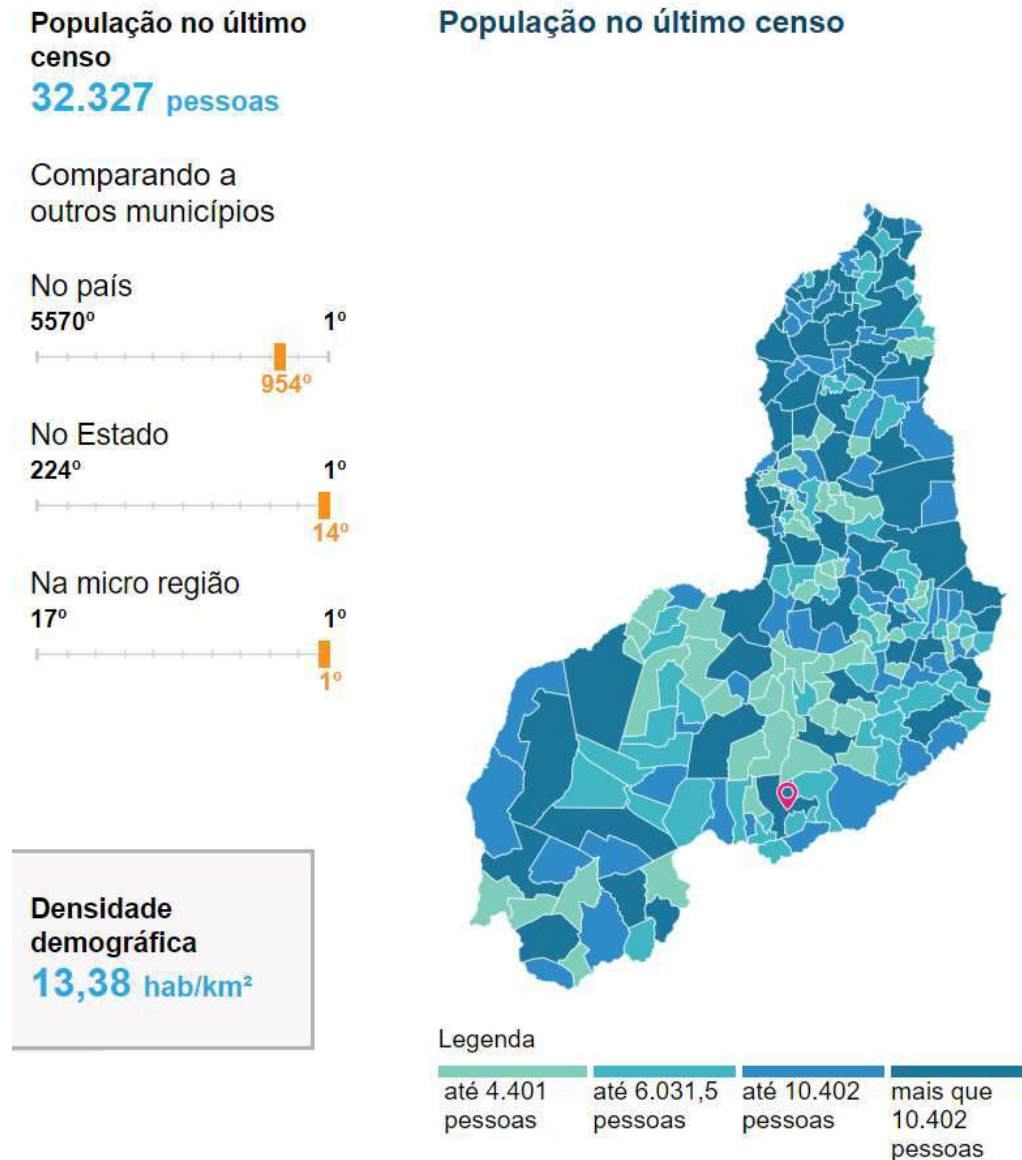 População no último
censo
32.327 pessoas
Comparando a
outros municípios
No país
5570º 1º
954º
No Estado
224º 1º
14º
Na micro região
17º 1º
1º
Densidade
demográfica
13,38 hab/km²
População no último censo
Legenda
até 4.401
pessoas
até 6.031,5
pessoas
até 10.402
pessoas
mais que
10.402
pessoas